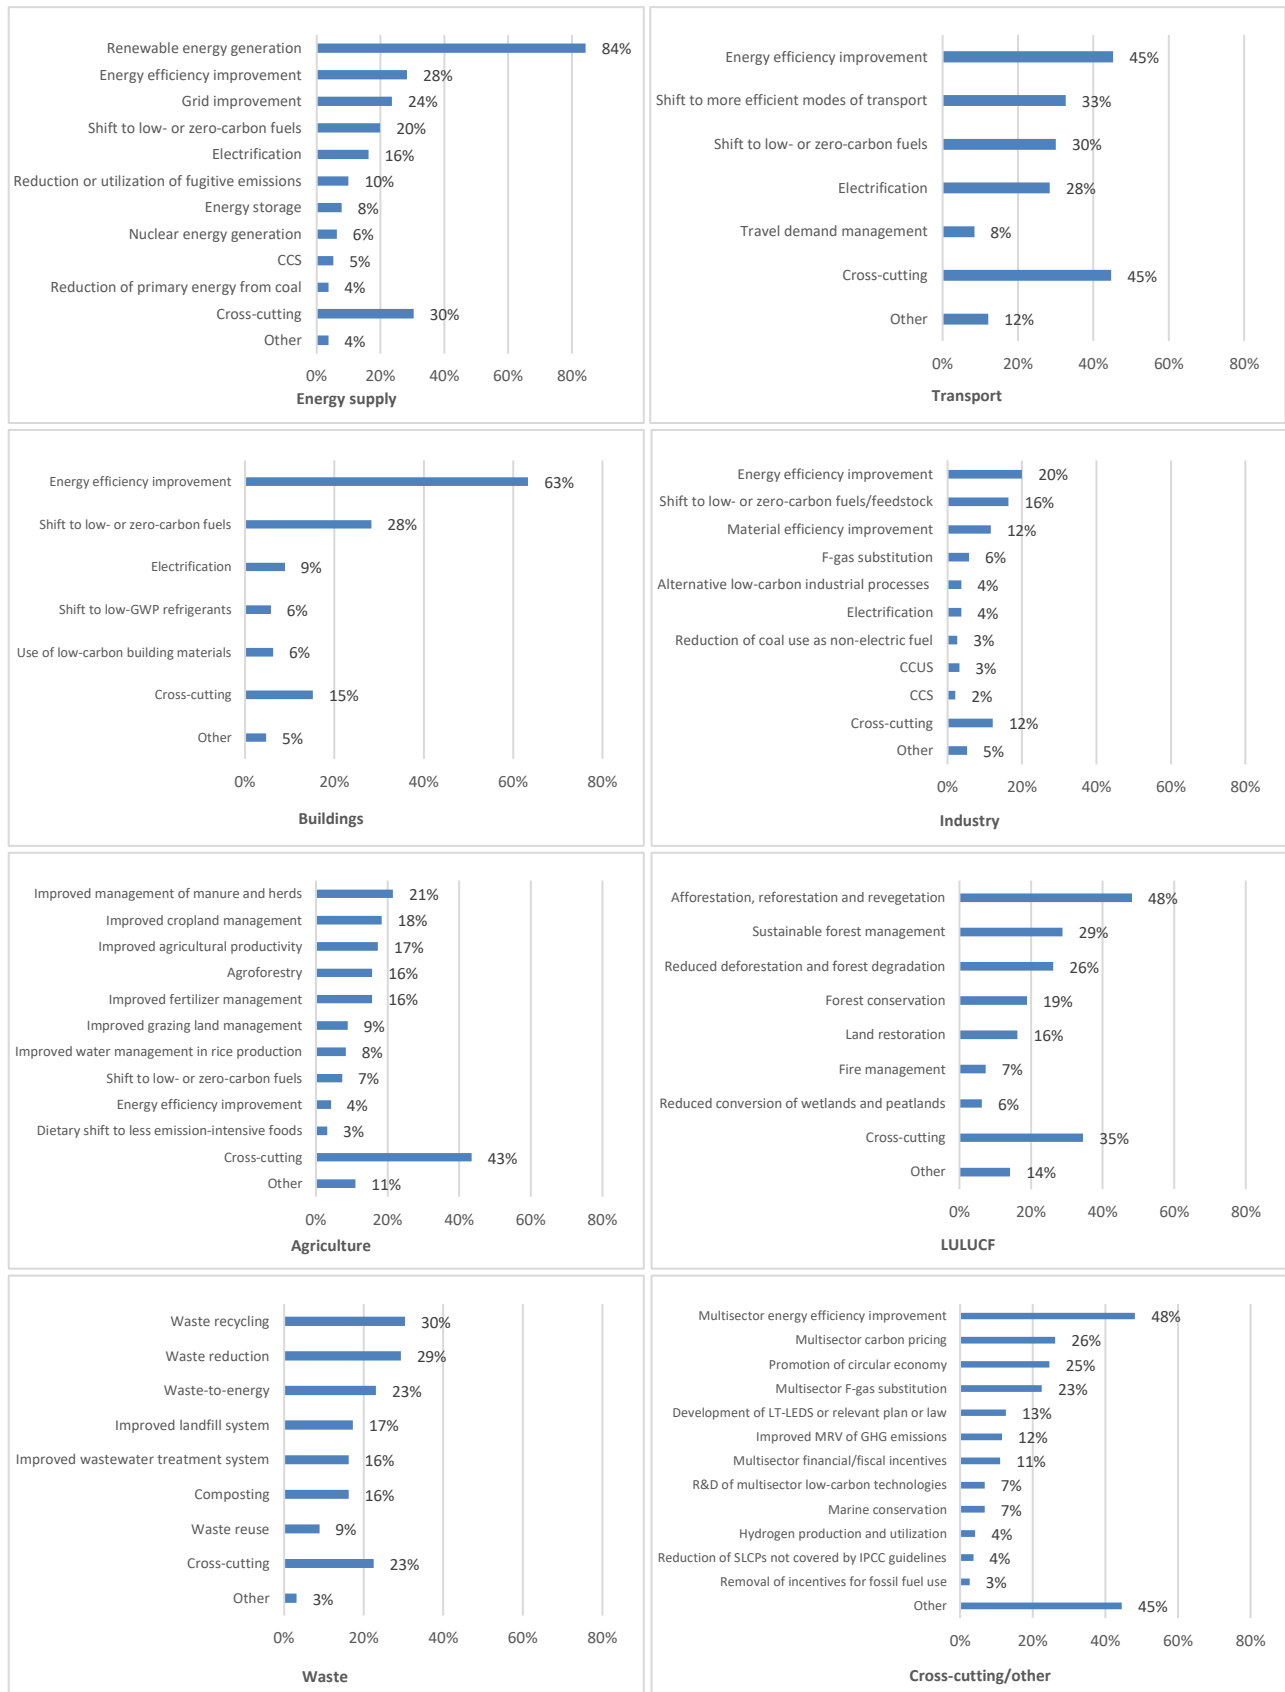 Renewable energy generation 84%
Energy efficiency improvement 28%
Grid improvement 24%
Shift to low- or zero-carbon fuels 20%
Electrification 16%
Reduction or utilization of fugitive emissions 10%
Energy storage 8%
Nuclear energy generation 6%
CCS 5%
Reduction of primary energy from coal 4%
Cross-cutting 30%
Other 4%
0% 20% 40% 60% 80%
Energy supply
Energy efficiency improvement 45%
Shift to more efficient modes of transport 33%
Shift to low- or zero-carbon fuels 30%
Electrification 28%
Travel demand management 8%
Cross-cutting 45%
Other 12%
0% 20% 40% 60% 80%
Transport
Energy efficiency improvement 63%
Shift to low- or zero-carbon fuels 28%
Electrification 9%
Shift to low-GWP refrigerants 6%
Use of low-carbon building materials 6%
Cross-cutting 15%
Other 5%
0% 20% 40% 60% 80%
Buildings
Energy efficiency improvement 20%
Shift to low- or zero-carbon fuels/feedstock 16%
Material efficiency improvement 12%
F-gas substitution 6%
Alternative low-carbon industrial processes 4%
Electrification 4%
Reduction of coal use as non-electric fuel 3%
CCUS 3%
CCS 2%
Cross-cutting 12%
Other 5%
0% 20% 40% 60% 80%
Industry
Improved management of manure and herds 21%
Improved cropland management 18%
Improved agricultural productivity 17%
Agroforestry 16%
Improved fertilizer management 16%
Improved grazing land management 9%
Improved water management in rice production 8%
Shift to low- or zero-carbon fuels 7%
Energy efficiency improvement 4%
Dietary shift to less emission-intensive foods 3%
Cross-cutting 43%
Other 11%
0% 20% 40% 60% 80%
Agriculture
Afforestation, reforestation and revegetation 48%
Sustainable forest management 29%
Reduced deforestation and forest degradation 26%
Forest conservation 19%
Land restoration 16%
Fire management 7%
Reduced conversion of wetlands and peatlands 6%
Cross-cutting 35%
Other 14%
0% 20% 40% 60% 80%
LULUCF
Waste recycling 30%
Waste reduction 29%
Waste-to-energy 23%
Improved landfill system 17%
Improved wastewater treatment system 16%
Composting 16%
Waste reuse 9%
Cross-cutting 23%
Other 3%
0% 20% 40% 60% 80%
Waste
Multisector energy efficiency improvement 48%
Multisector carbon pricing 26%
Promotion of circular economy 25%
Multisector F-gas substitution 23%
Development of LT-LEDS or relevant plan or law 13%
Improved MRV of GHG emissions 12%
Multisector financial/fiscal incentives 11%
R&D of multisector low-carbon technologies 7%
Marine conservation 7%
Hydrogen production and utilization 4%
Reduction of SLCPs not covered by IPCC guidelines 4%
Removal of incentives for fossil fuel use 3%
Other 45%
0% 20% 40% 60% 80%
Cross-cutting/other